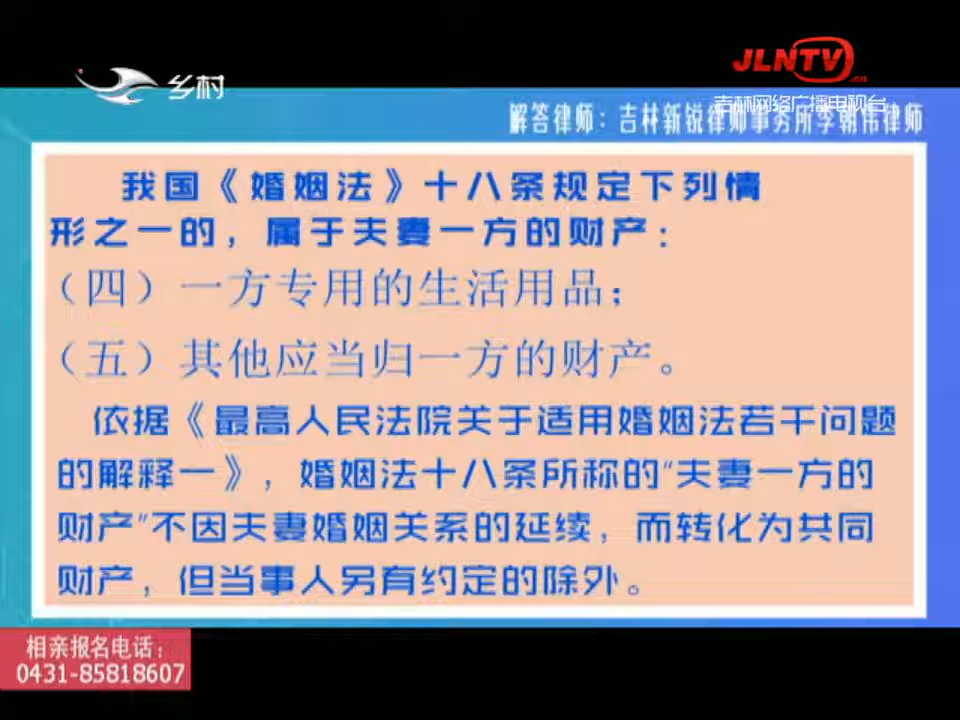 JLNTV.cn
乡村
吉林网络广播电视台
解答律师：吉林新锐律师事务所李朝伟律师
我国《婚姻法》十八条规定下列情
形之一的，属于夫妻一方的财产：
（四）一方专用的生活用品；
（五）其他应当归一方的财产。
依据《最高人民法院关于适用婚姻法若干问题
的解释一》，婚姻法十八条所称的“夫妻一方的
财产”不因夫妻婚姻关系的延续，而转化为共同
财产，但当事人另有约定的除外。
相亲报名电话：
0431-85818607